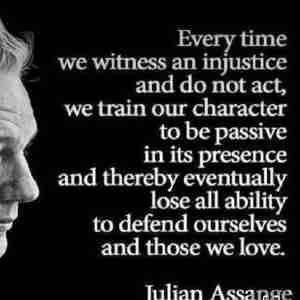 Every time
we witness an injustice
and do not act,
we train our character
to be passive
in its presence
and thereby eventually
lose all ability
to defend ourselves
and those we love.
Julian Assange